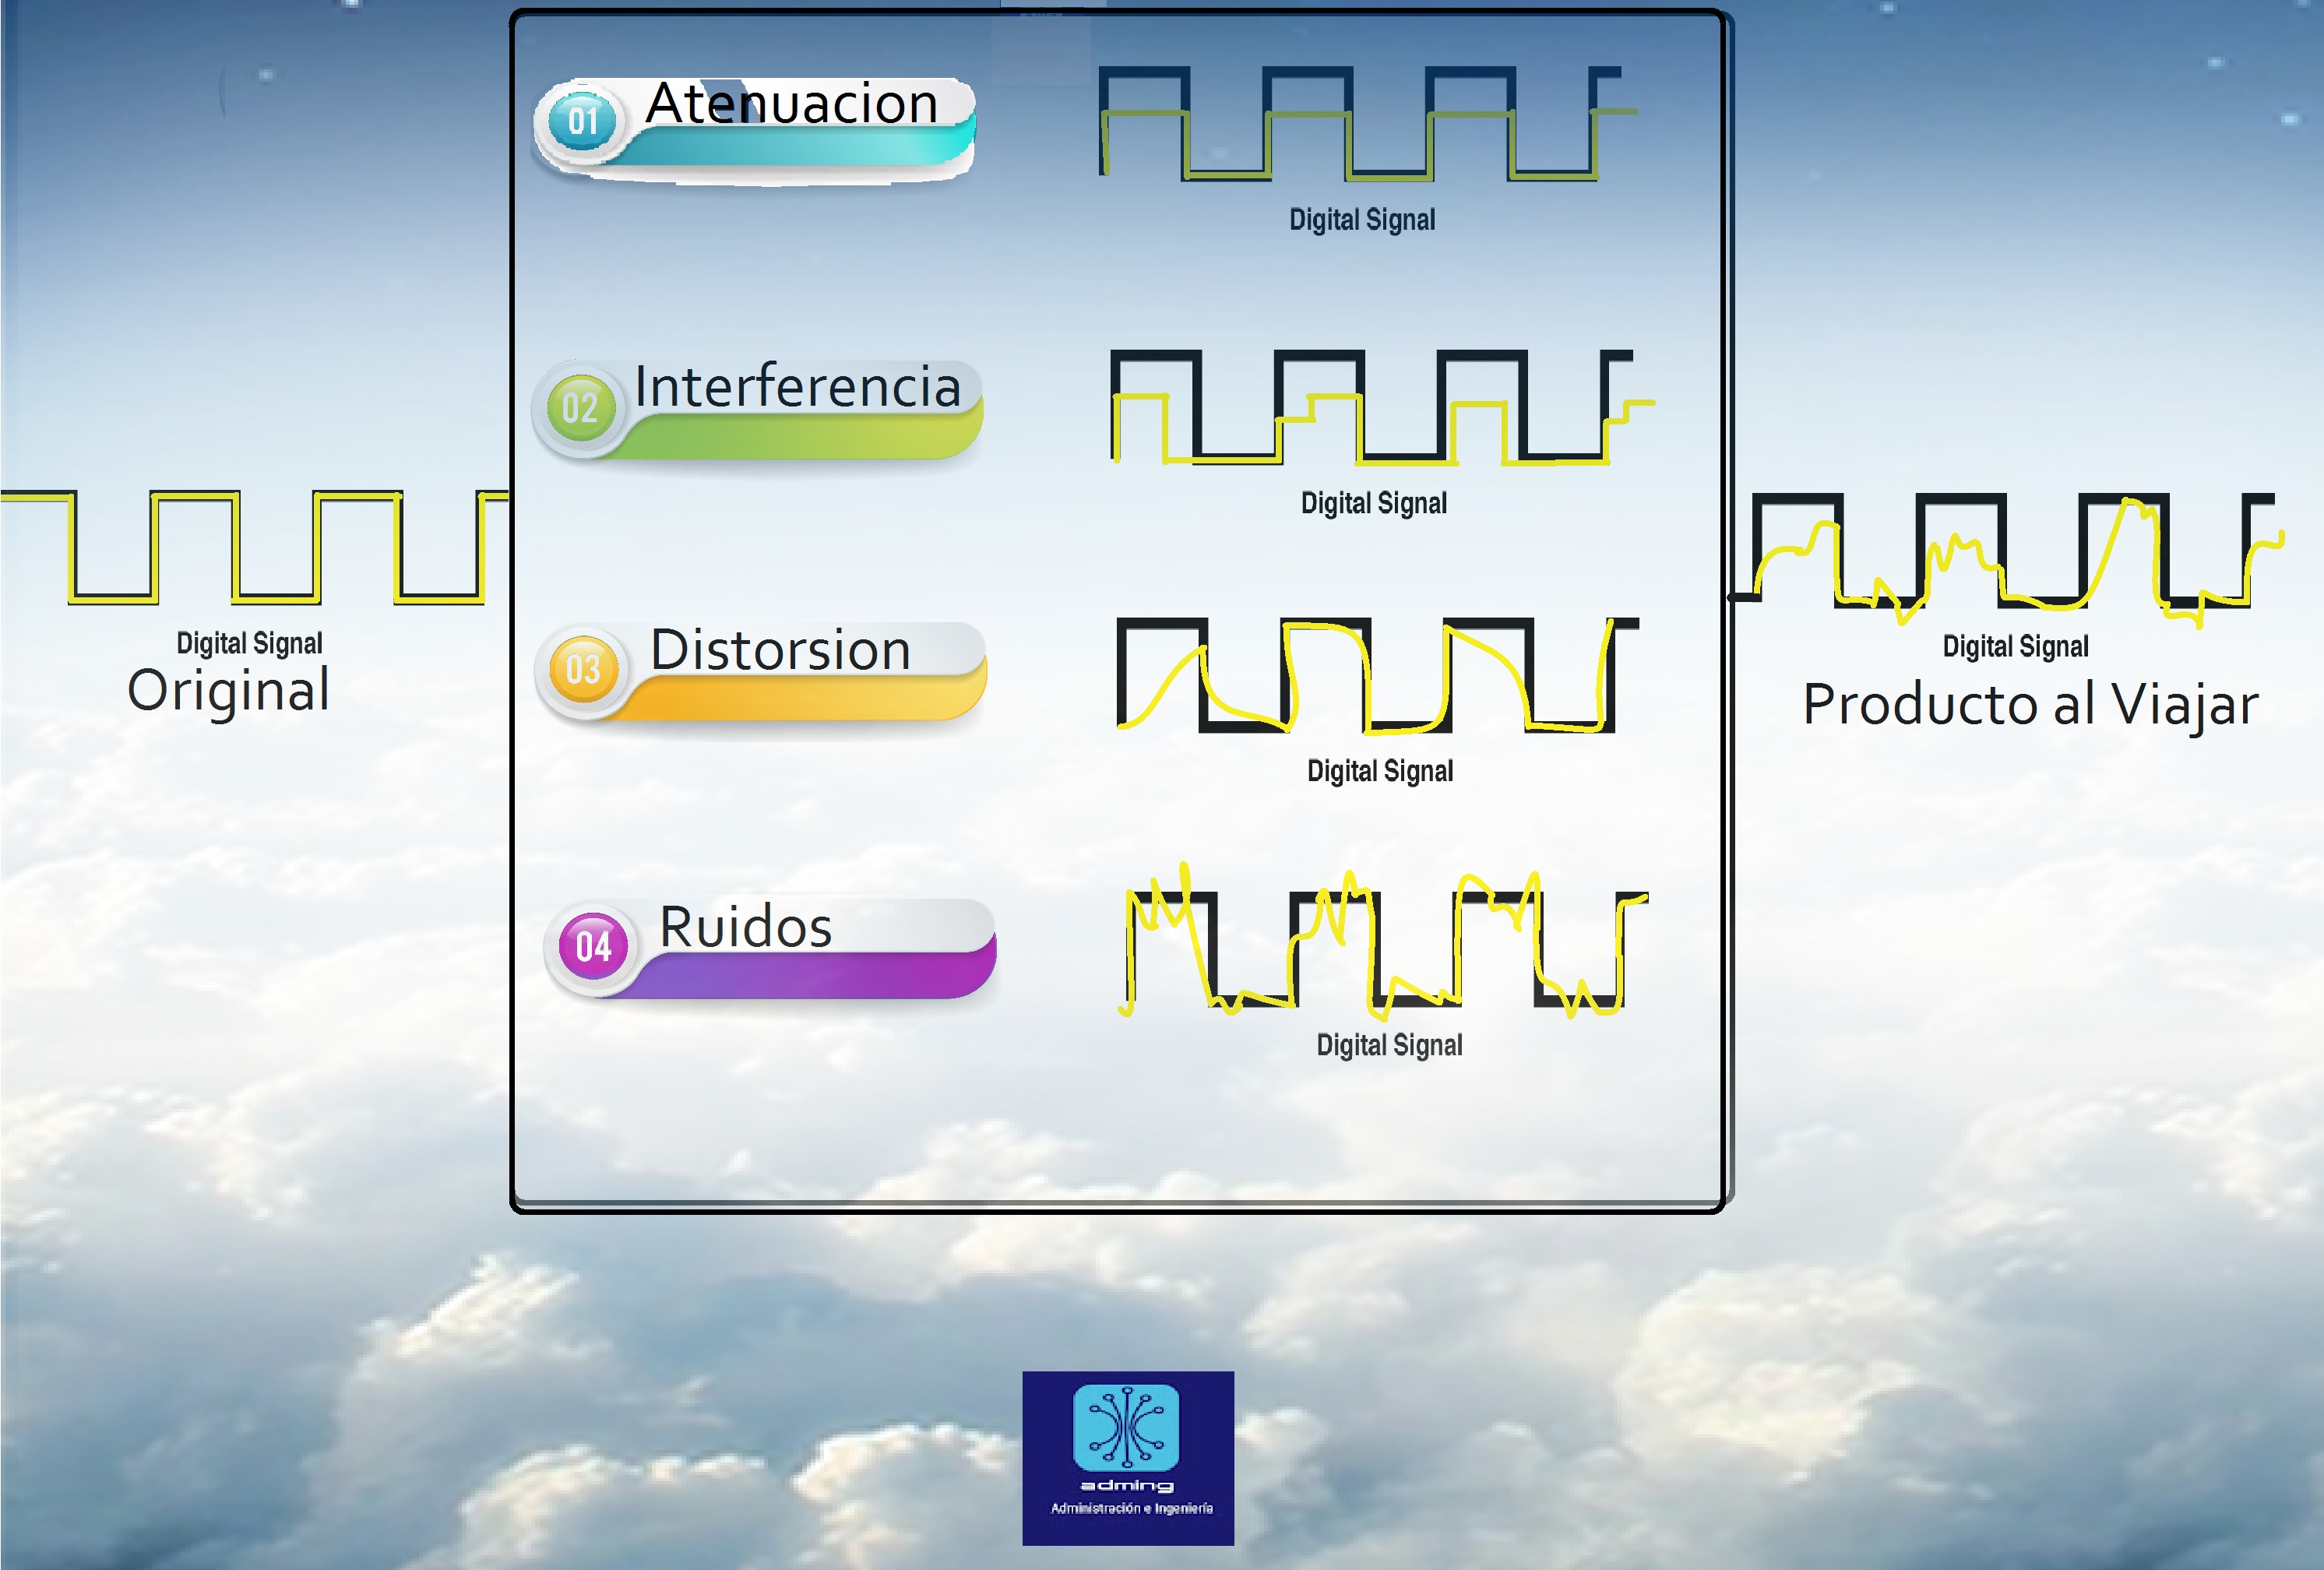 01
Atenuacion
Digital Signal
02
Interferencia
Digital Signal
Digital Signal
Original
03
Distorsion
Digital Signal
04
Ruidos
Digital Signal
Digital Signal
Producto al Viajar
adming
Administración e Ingeniería